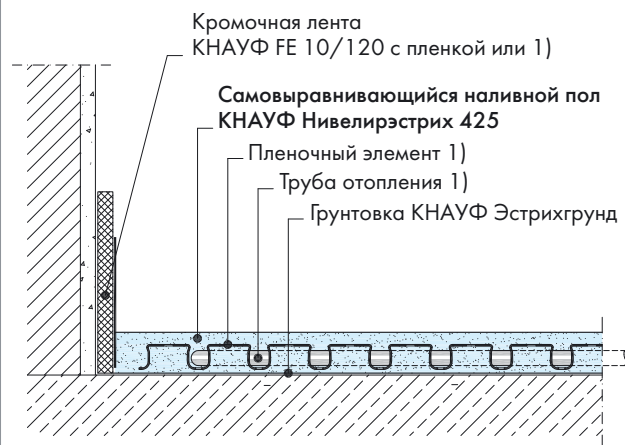 Кромочная лента
КНАУФ FE 10/120 с пленкой или 1)
Самовыравнивающийся наливной пол
КНАУФ Нивелирэстрих 425
Пленочный элемент 1)
Труба отопления 1)
Грунтовка КНАУФ Эстрихгрунд